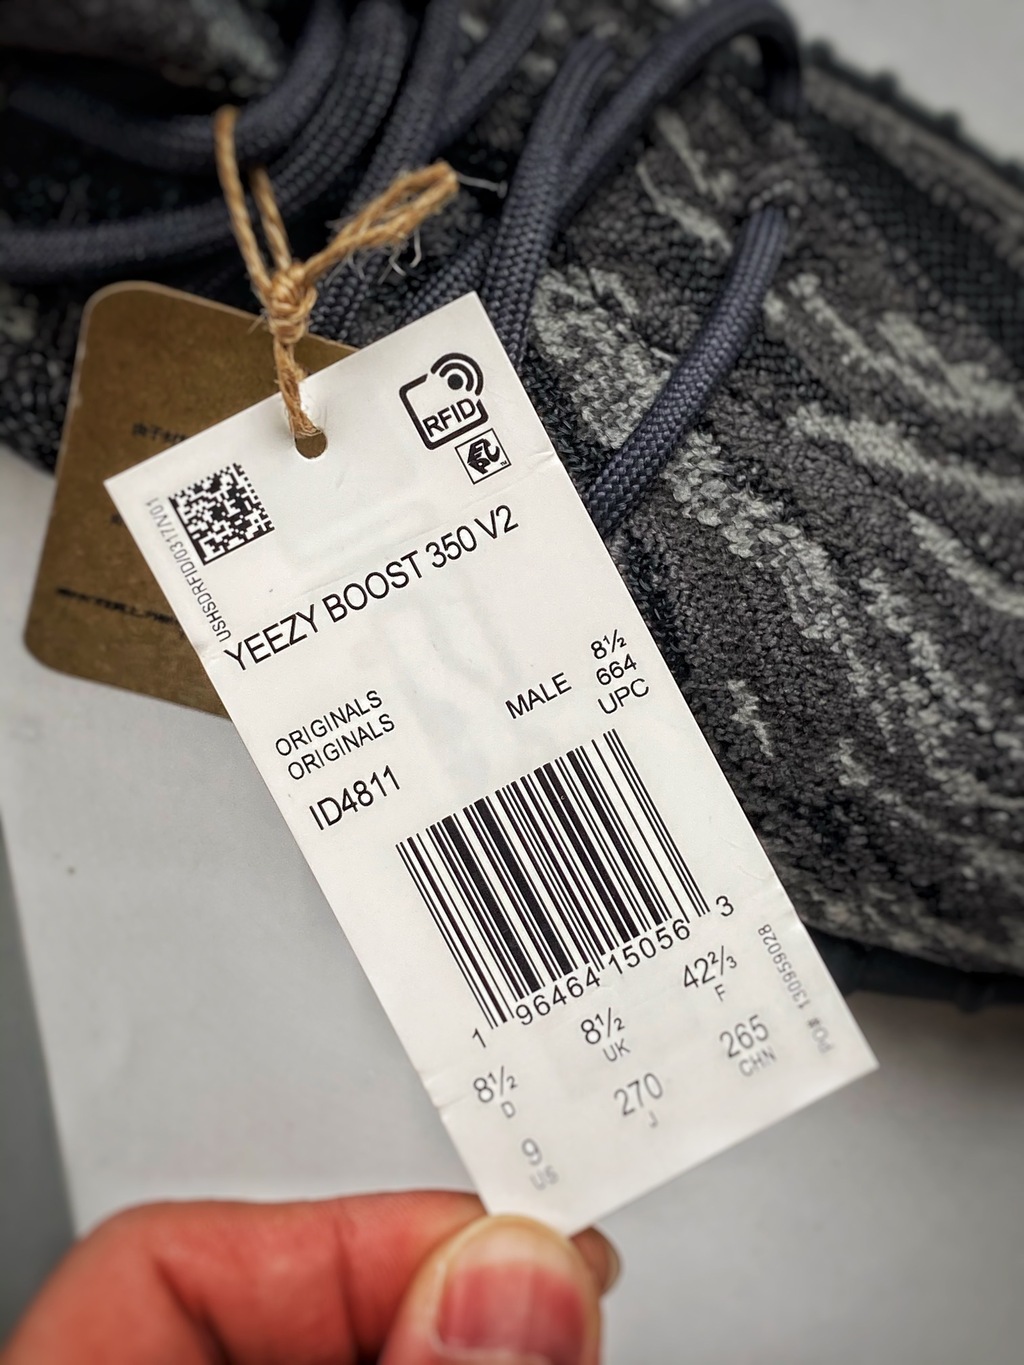 RFID
EPC
USHSDRFID/0317/V01
YEEZY BOOST 350 V2
8½
664
UPC
MALE
ORIGINALS
ORIGINALS
ID4811
1 96464 15056 3
8½
D
8½
UK
42⅔
F
9
US
270
J
265
CHN
PO# 130959028